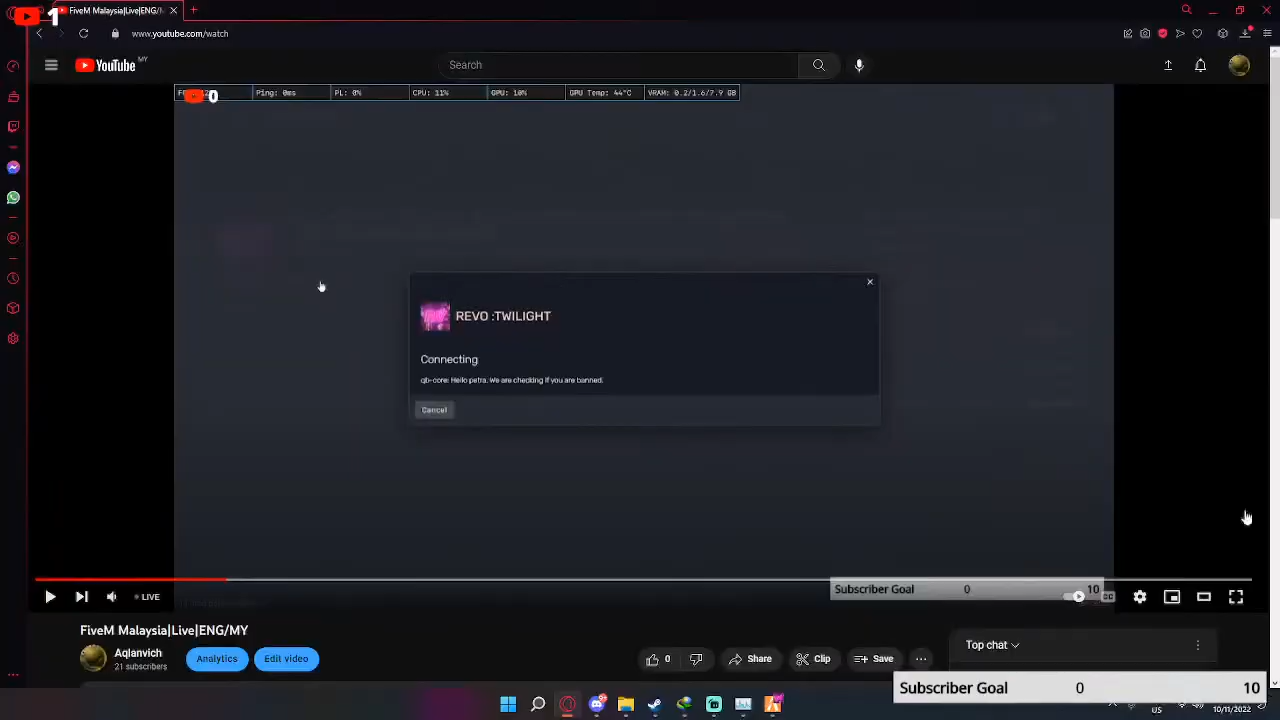 1
FiveM Malaysia|Live|ENG/M
www.youtube.com/watch
YouTube MY
Search
0
Ping: 0ms
PL: 0%
CPU: 11%
GPU: 10%
GPU Temp: 44°C
VRAM: 0.2/1.6/7.9 GB
REVO :TWILIGHT
Connecting
qb-core: Hello petra. We are checking if you are banned.
Cancel
Subscriber Goal 0 10
LIVE
FiveM Malaysia|Live|ENG/MY
Aqlanvich
21 subscribers
Analytics
Edit video
0
Share
Clip
Save
Top chat
Subscriber Goal 0 10
US
10/11/2022